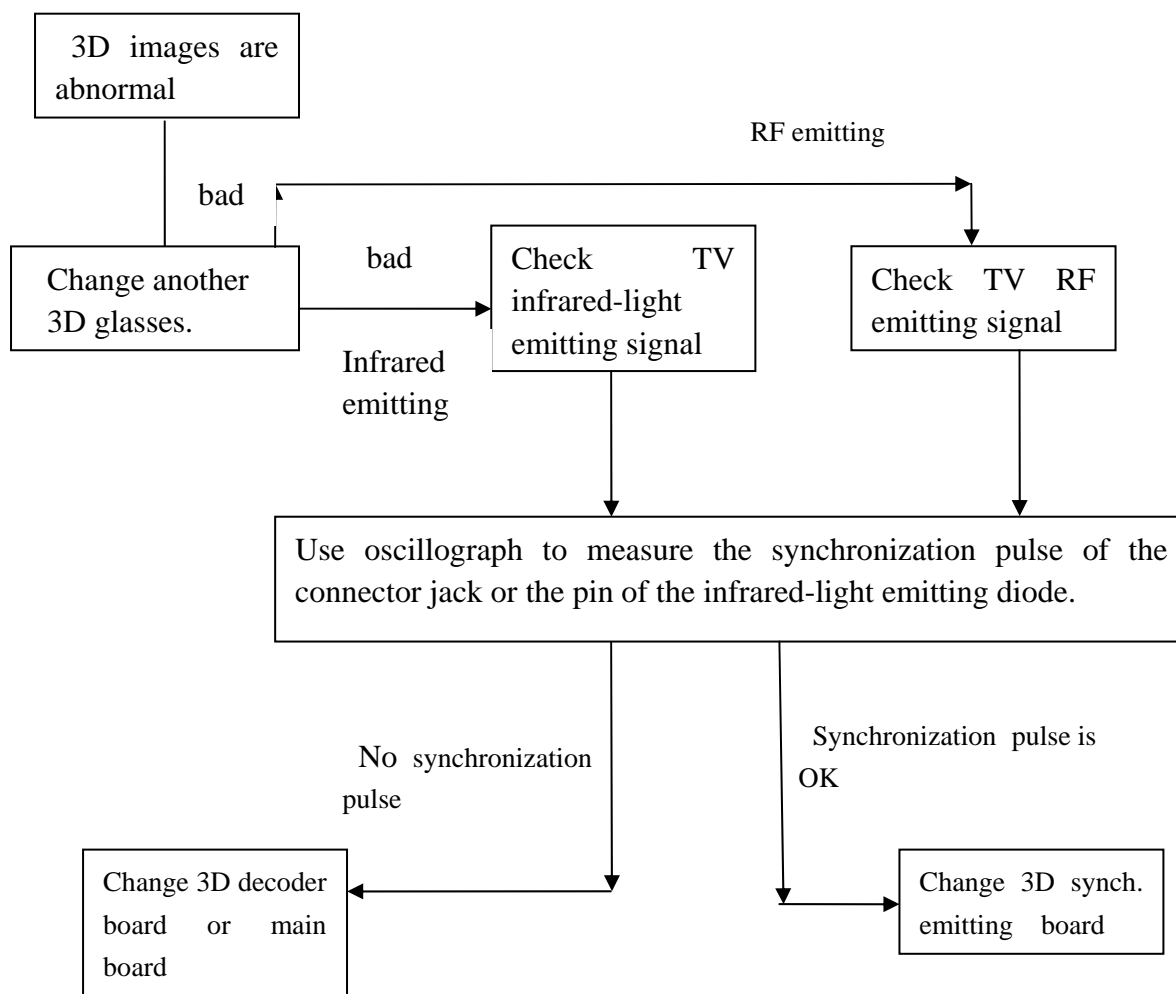 3D images are
abnormal
RF emitting
bad
Change another
3D glasses.
bad
Infrared
emitting
Check TV
infrared-light
emitting signal
Check TV RF
emitting signal
Use oscillograph to measure the synchronization pulse of the
connector jack or the pin of the infrared-light emitting diode.
No synchronization
pulse
Synchronization pulse is
OK
Change 3D decoder
board or main
board
Change 3D synch.
emitting board